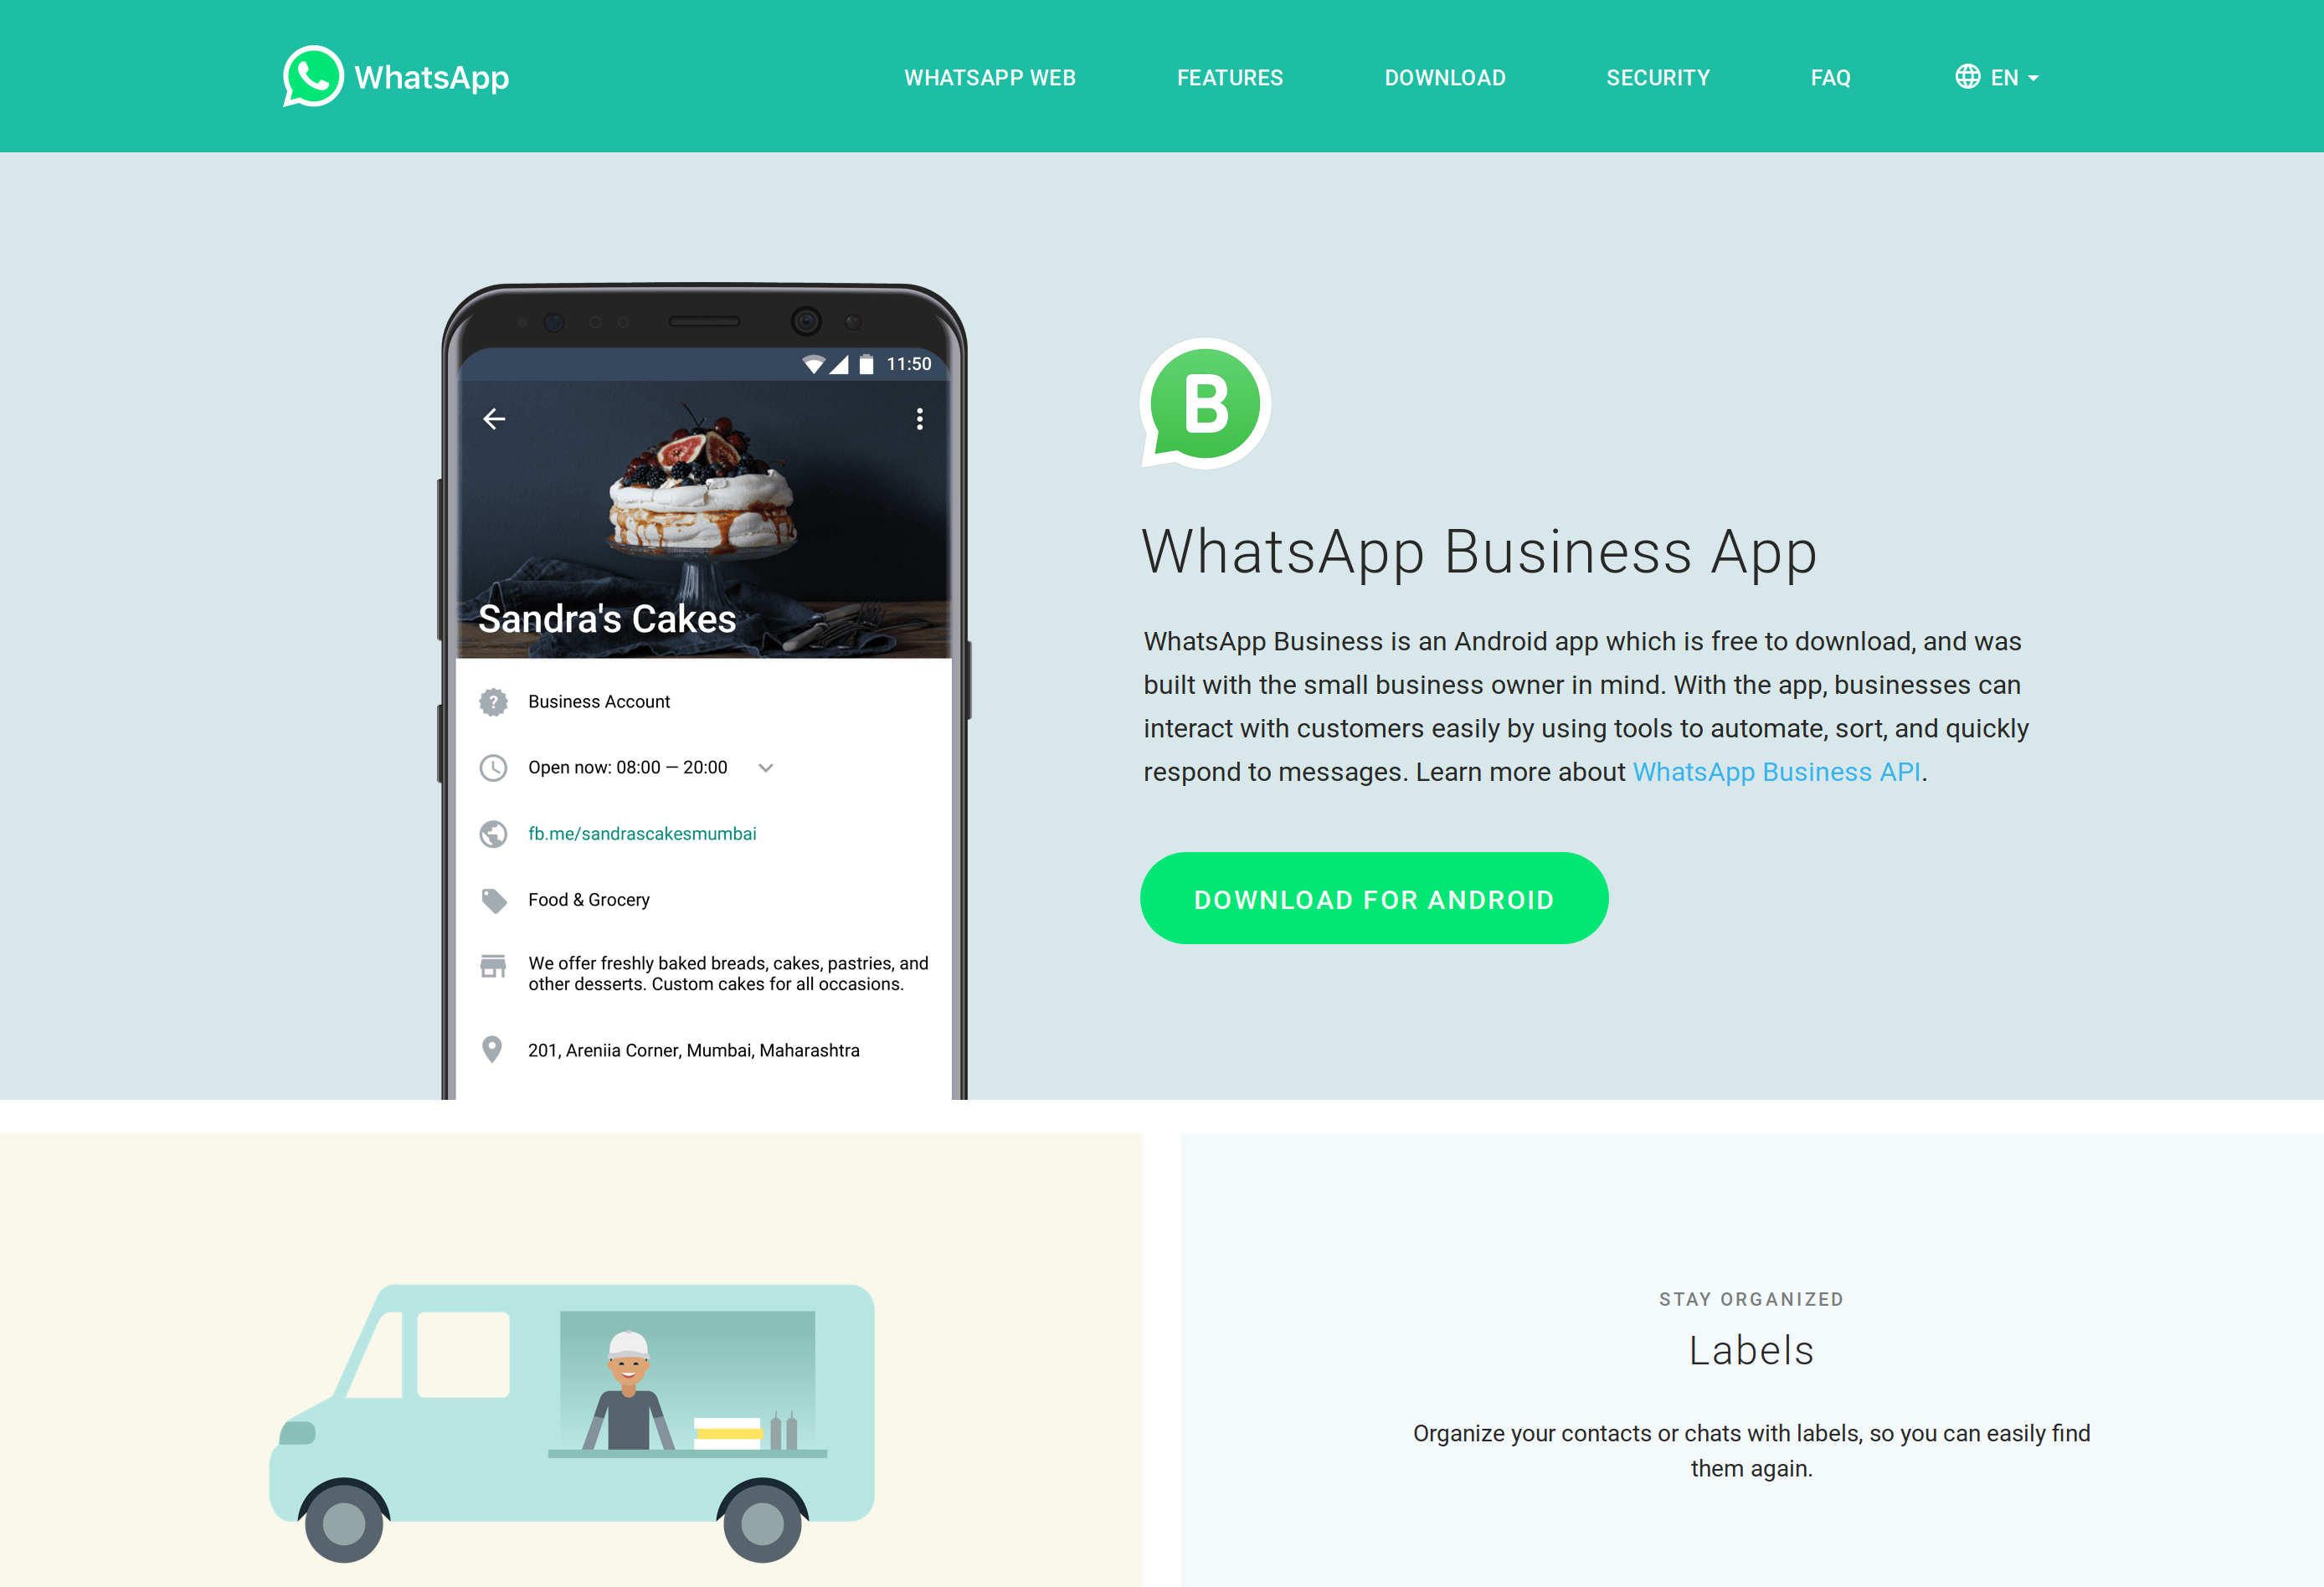 WhatsApp
WHATSAPP WEB
FEATURES
DOWNLOAD
SECURITY
FAQ
EN
11:50
Sandra's Cakes
?
Business Account
Open now: 08:00 — 20:00
fb.me/sandrascakesmumbai
Food & Grocery
We offer freshly baked breads, cakes, pastries, and
other desserts. Custom cakes for all occasions.
201, Areniia Corner, Mumbai, Maharashtra
B
WhatsApp Business App
WhatsApp Business is an Android app which is free to download, and was
built with the small business owner in mind. With the app, businesses can
interact with customers easily by using tools to automate, sort, and quickly
respond to messages. Learn more about WhatsApp Business API.
DOWNLOAD FOR ANDROID
STAY ORGANIZED
Labels
Organize your contacts or chats with labels, so you can easily find
them again.